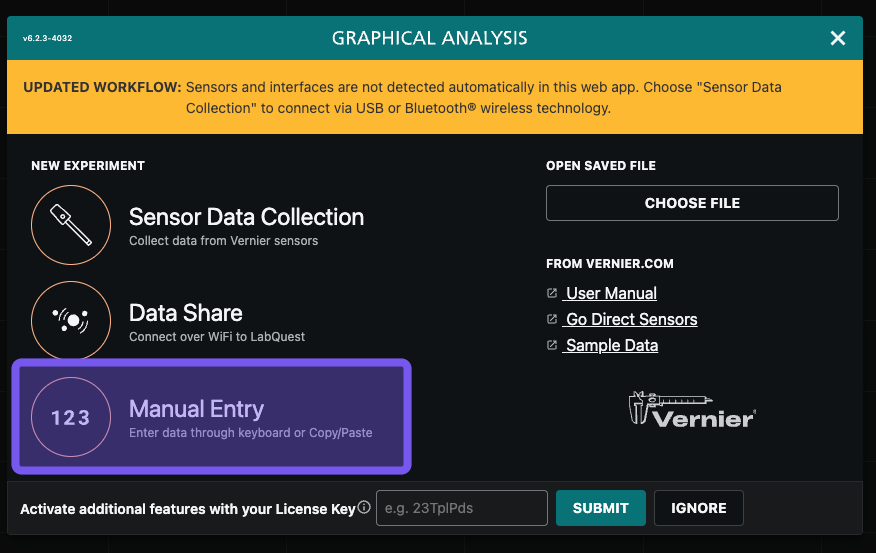 v6.2.3-4032
GRAPHICAL ANALYSIS
UPDATED WORKFLOW: Sensors and interfaces are not detected automatically in this web app. Choose "Sensor Data
Collection" to connect via USB or Bluetooth® wireless technology.
NEW EXPERIMENT
Sensor Data Collection
Collect data from Vernier sensors
Data Share
Connect over WiFi to LabQuest
123
Manual Entry
Enter data through keyboard or Copy/Paste
OPEN SAVED FILE
CHOOSE FILE
FROM VERNIER.COM
User Manual
Go Direct Sensors
Sample Data
Vernier
Activate additional features with your License Key
e.g. 23TplPds
SUBMIT
IGNORE